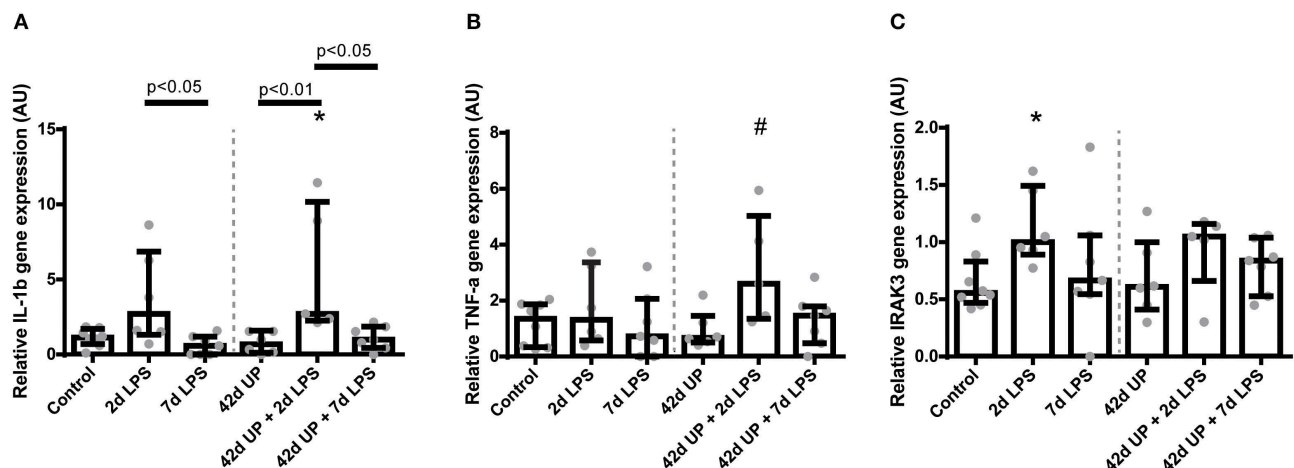 A
p<0.05
p<0.05
p<0.01
*
Relative IL-1b gene expression (AU)
15
10
5
0
Control
2d LPS
7d LPS
42d UP
42d UP + 2d LPS
42d UP + 7d LPS
B
#
Relative TNF-a gene expression (AU)
8
6
4
2
0
Control
2d LPS
7d LPS
42d UP
42d UP + 2d LPS
42d UP + 7d LPS
C
*
Relative IRAK3 gene expression (AU)
2.0
1.5
1.0
0.5
0.0
Control
2d LPS
7d LPS
42d UP
42d UP + 2d LPS
42d UP + 7d LPS